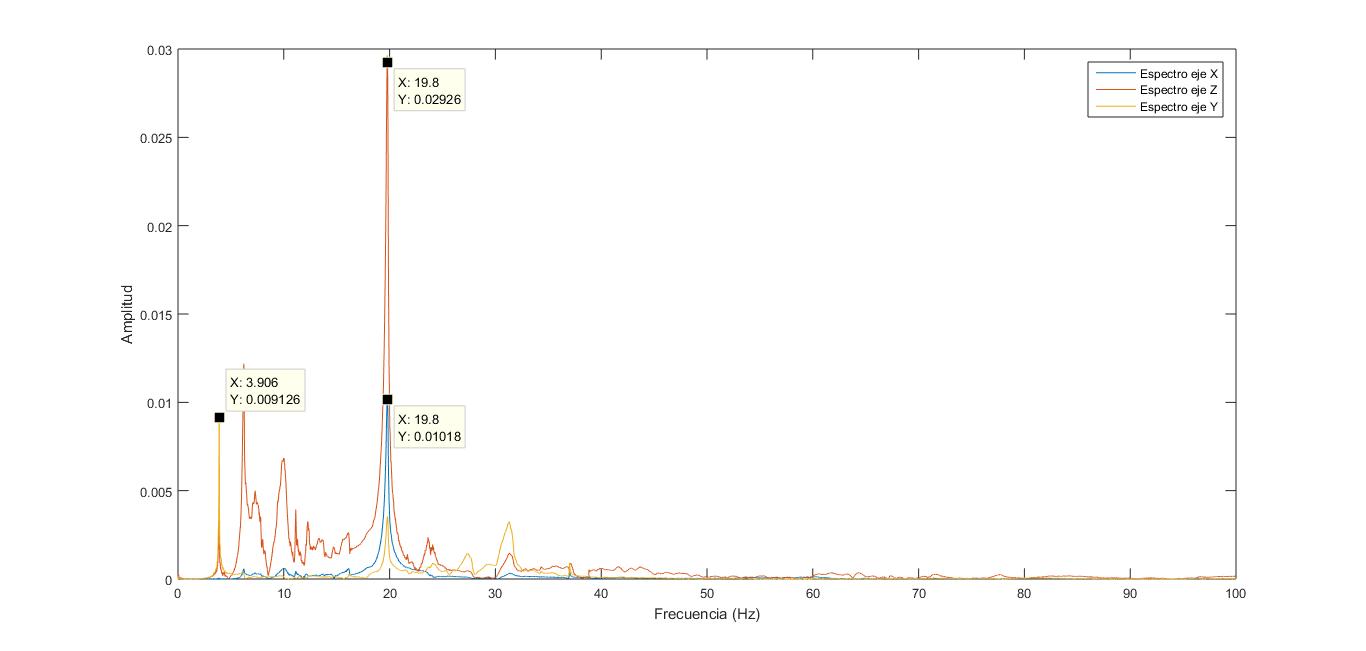 0.03
0.025
0.02
0.015
0.01
0.005
0
Amplitud
0 10 20 30 40 50 60 70 80 90 100
Frecuencia (Hz)
X: 19.8
Y: 0.02926
X: 3.906
Y: 0.009126
X: 19.8
Y: 0.01018
Espectro eje X
Espectro eje Z
Espectro eje Y